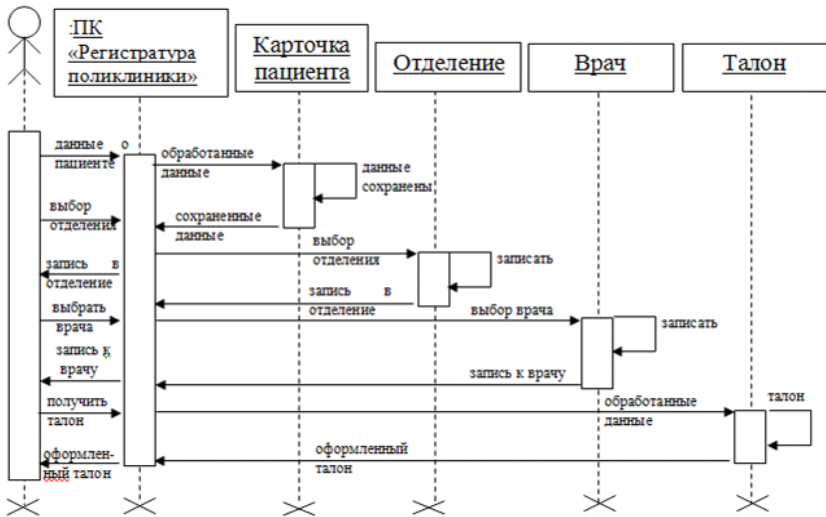 :ПК
«Регистратура
поликлиники»
Карточка
пациента
Отделение
Врач
Талон
данные о
пациенте
обработанные
данные
данные
сохранены
выбор
отделения
сохраненные
данные
выбор
отделения
записать
запись в
отделение
запись в
отделение
выбрать
врача
выбор врача
записать
запись к
врачу
запись к врачу
получить
талон
обработанные
данные
талон
оформлен-
ный талон
оформленный
талон